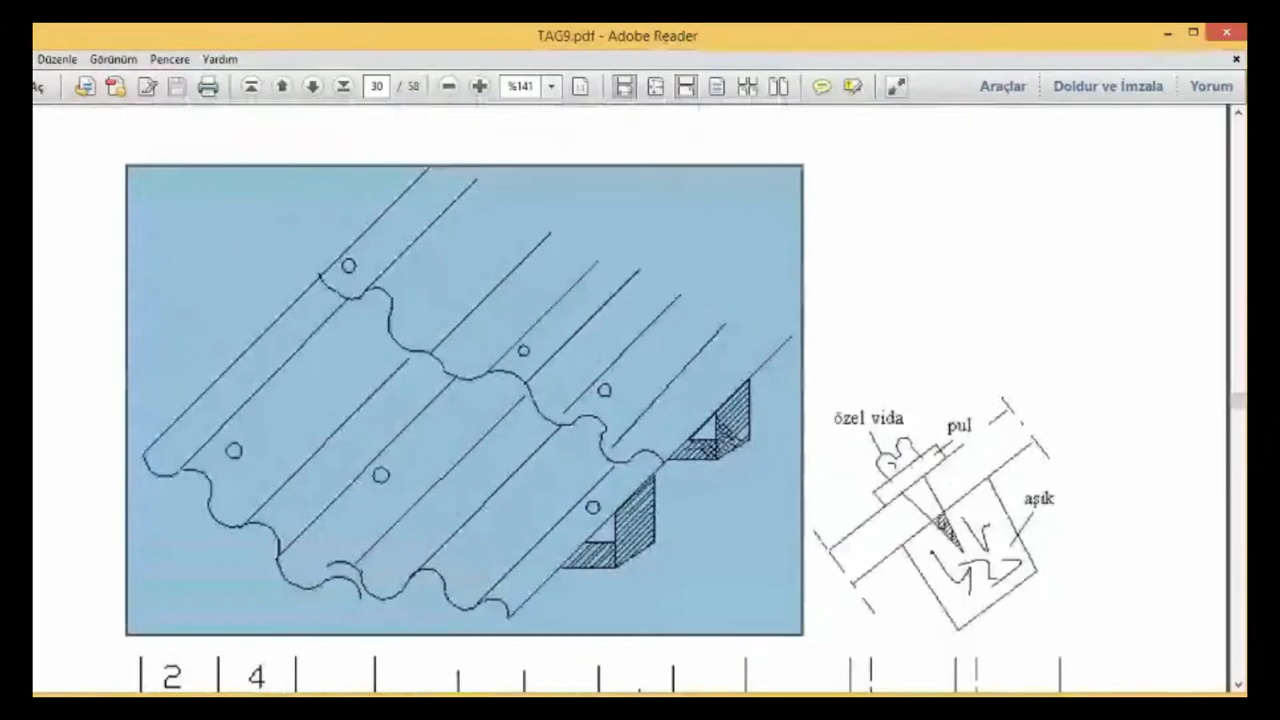 TAG9.pdf - Adobe Reader
Düzenle Görünüm Pencere Yardım
Aç 30 / 58 %141 Araçlar Doldur ve İmzala Yorum
özel vida
pul
aşık
2 4